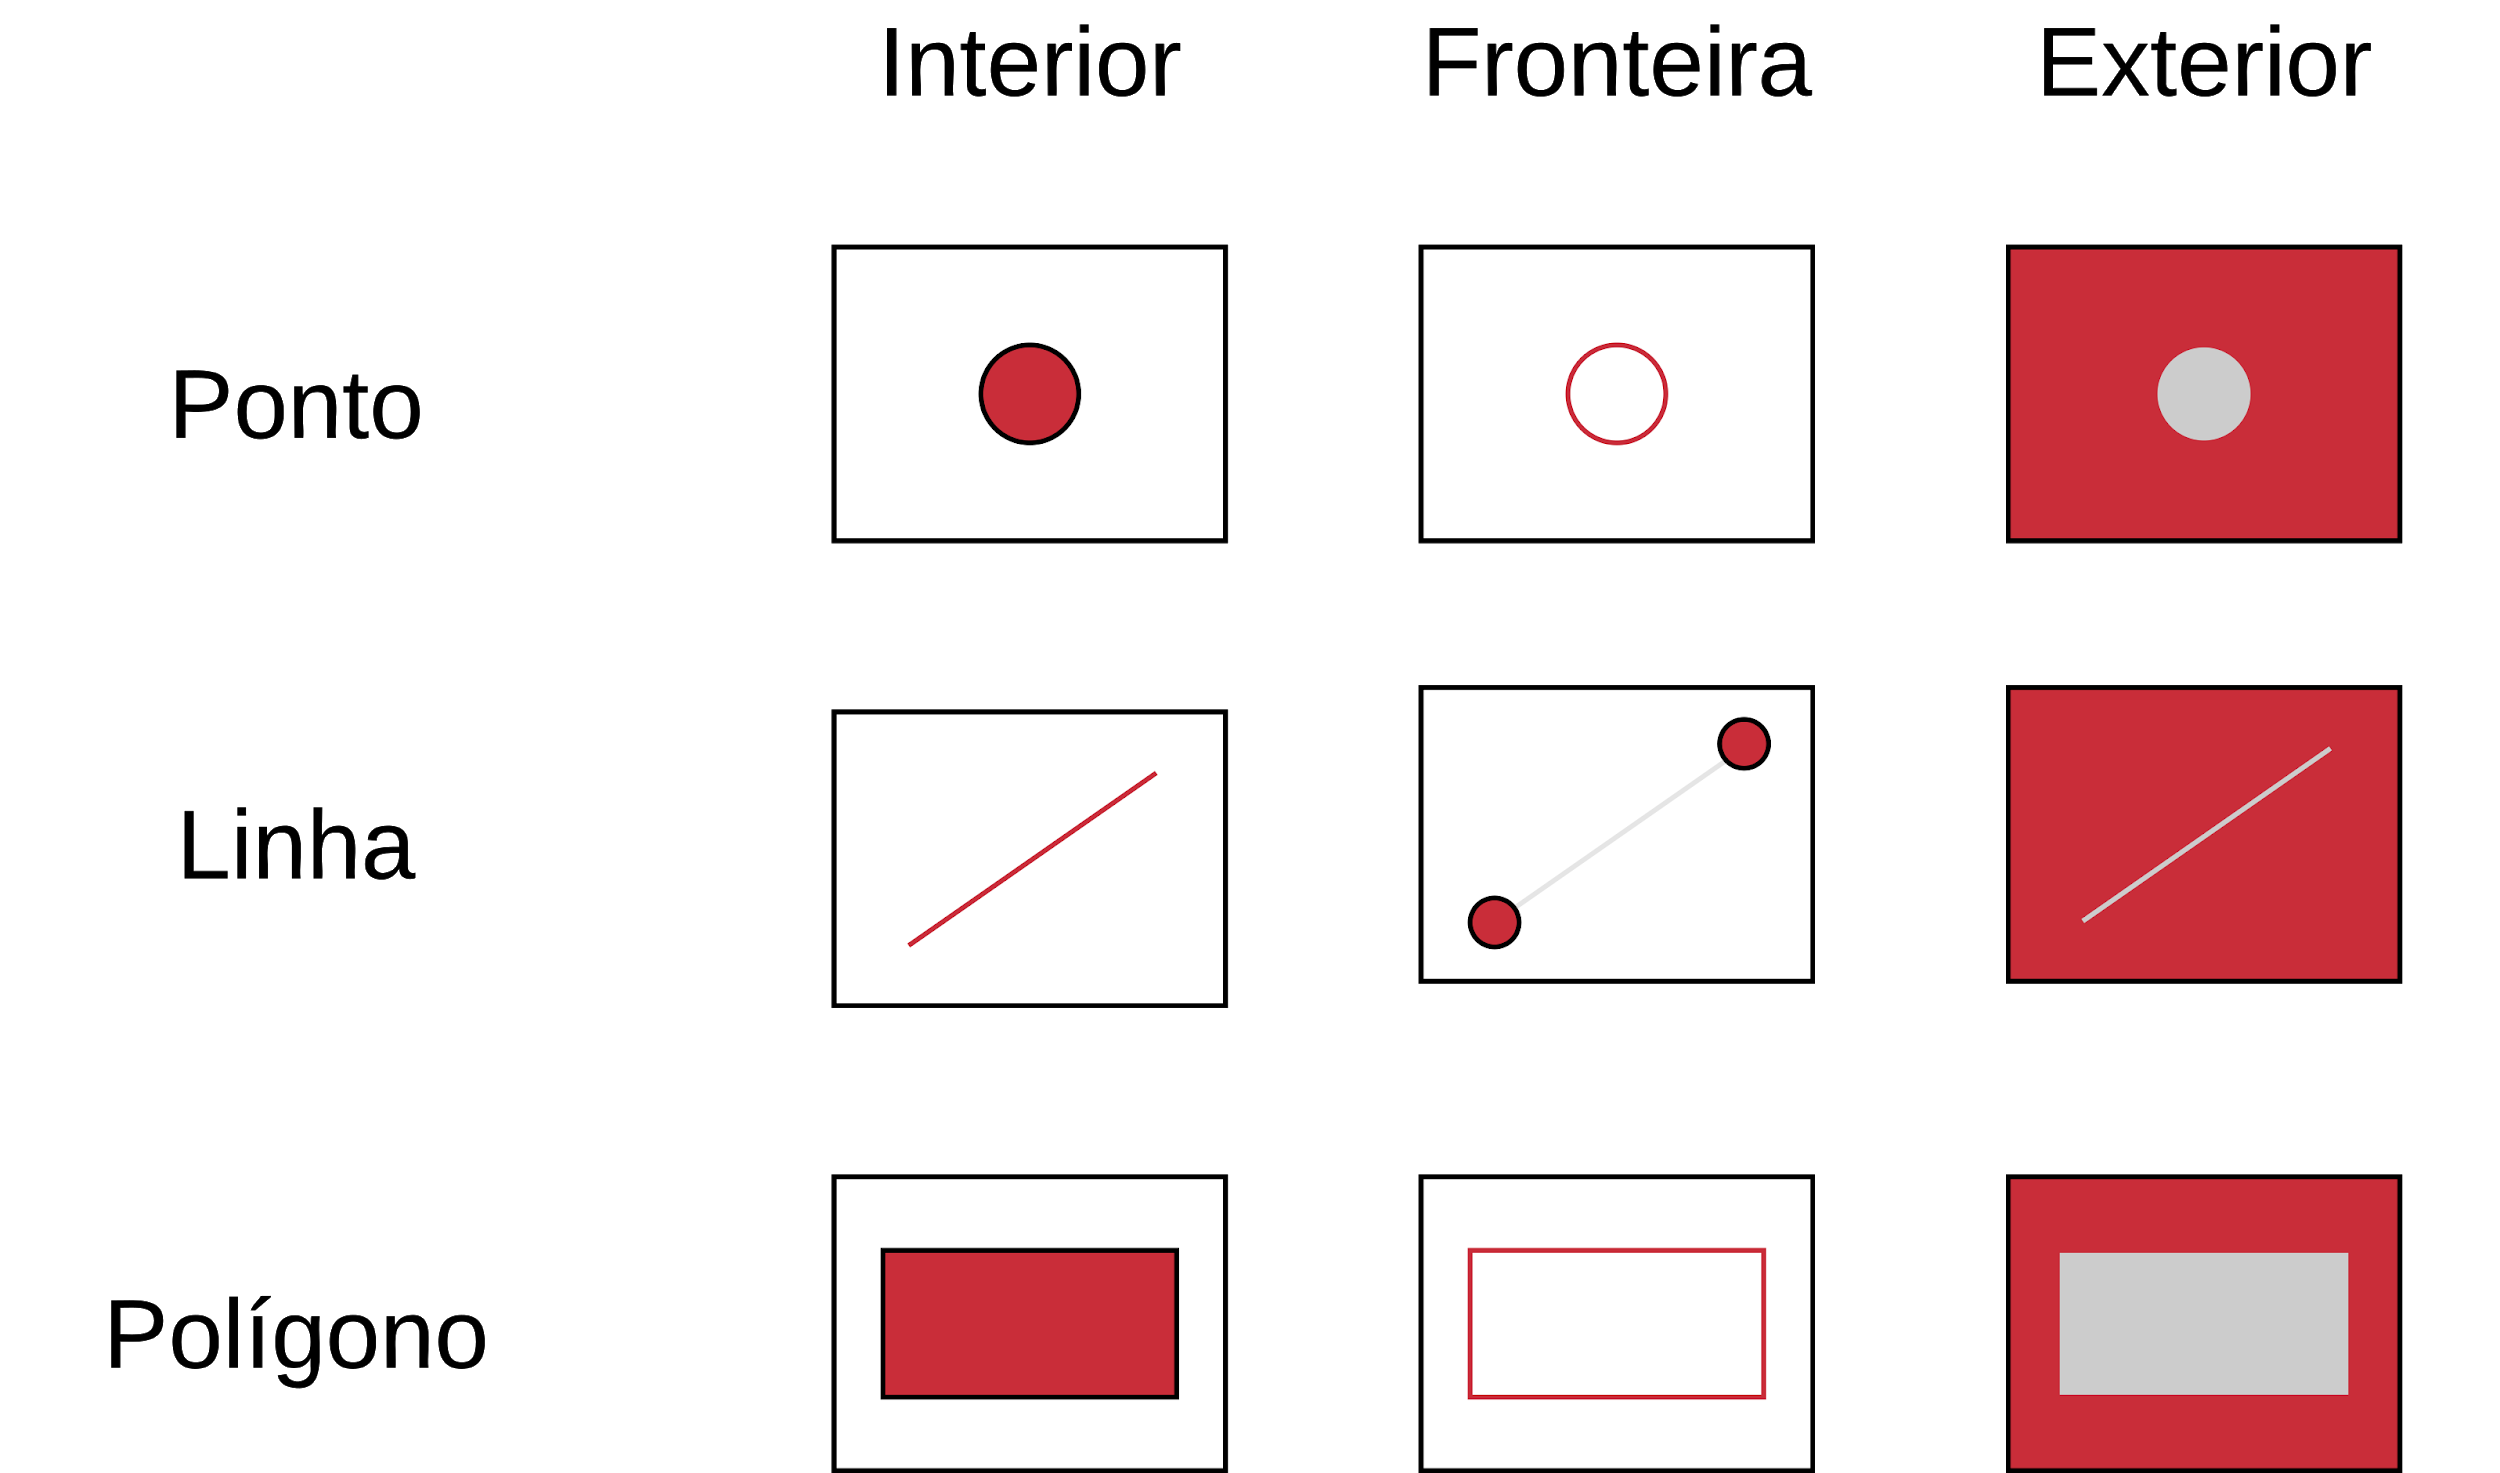 Interior Fronteira Exterior
Ponto
Linha
Polígono